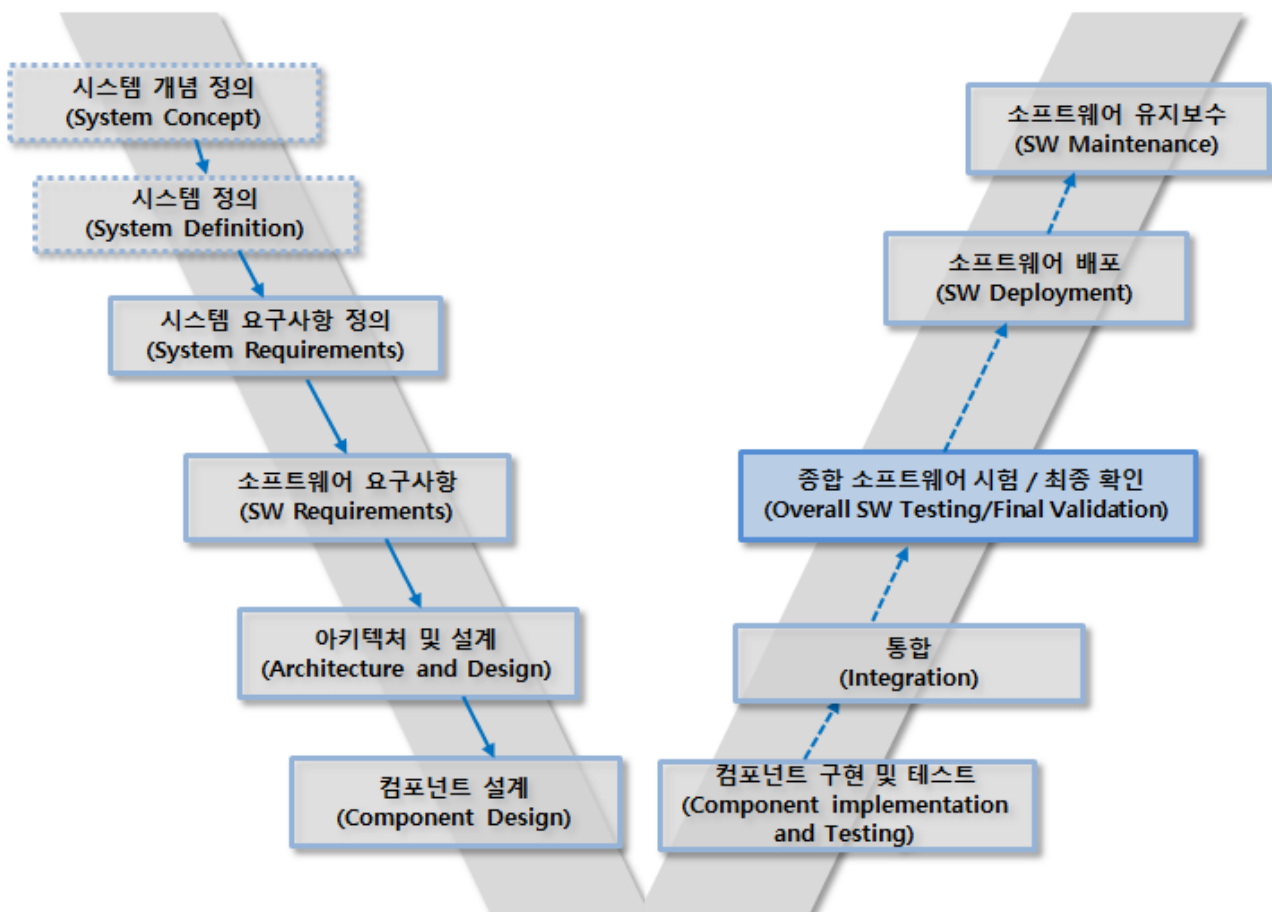 시스템 개념 정의
(System Concept)
시스템 정의
(System Definition)
시스템 요구사항 정의
(System Requirements)
소프트웨어 요구사항
(SW Requirements)
아키텍처 및 설계
(Architecture and Design)
컴포넌트 설계
(Component Design)
컴포넌트 구현 및 테스트
(Component implementation
and Testing)
통합
(Integration)
종합 소프트웨어 시험 / 최종 확인
(Overall SW Testing/Final Validation)
소프트웨어 배포
(SW Deployment)
소프트웨어 유지보수
(SW Maintenance)